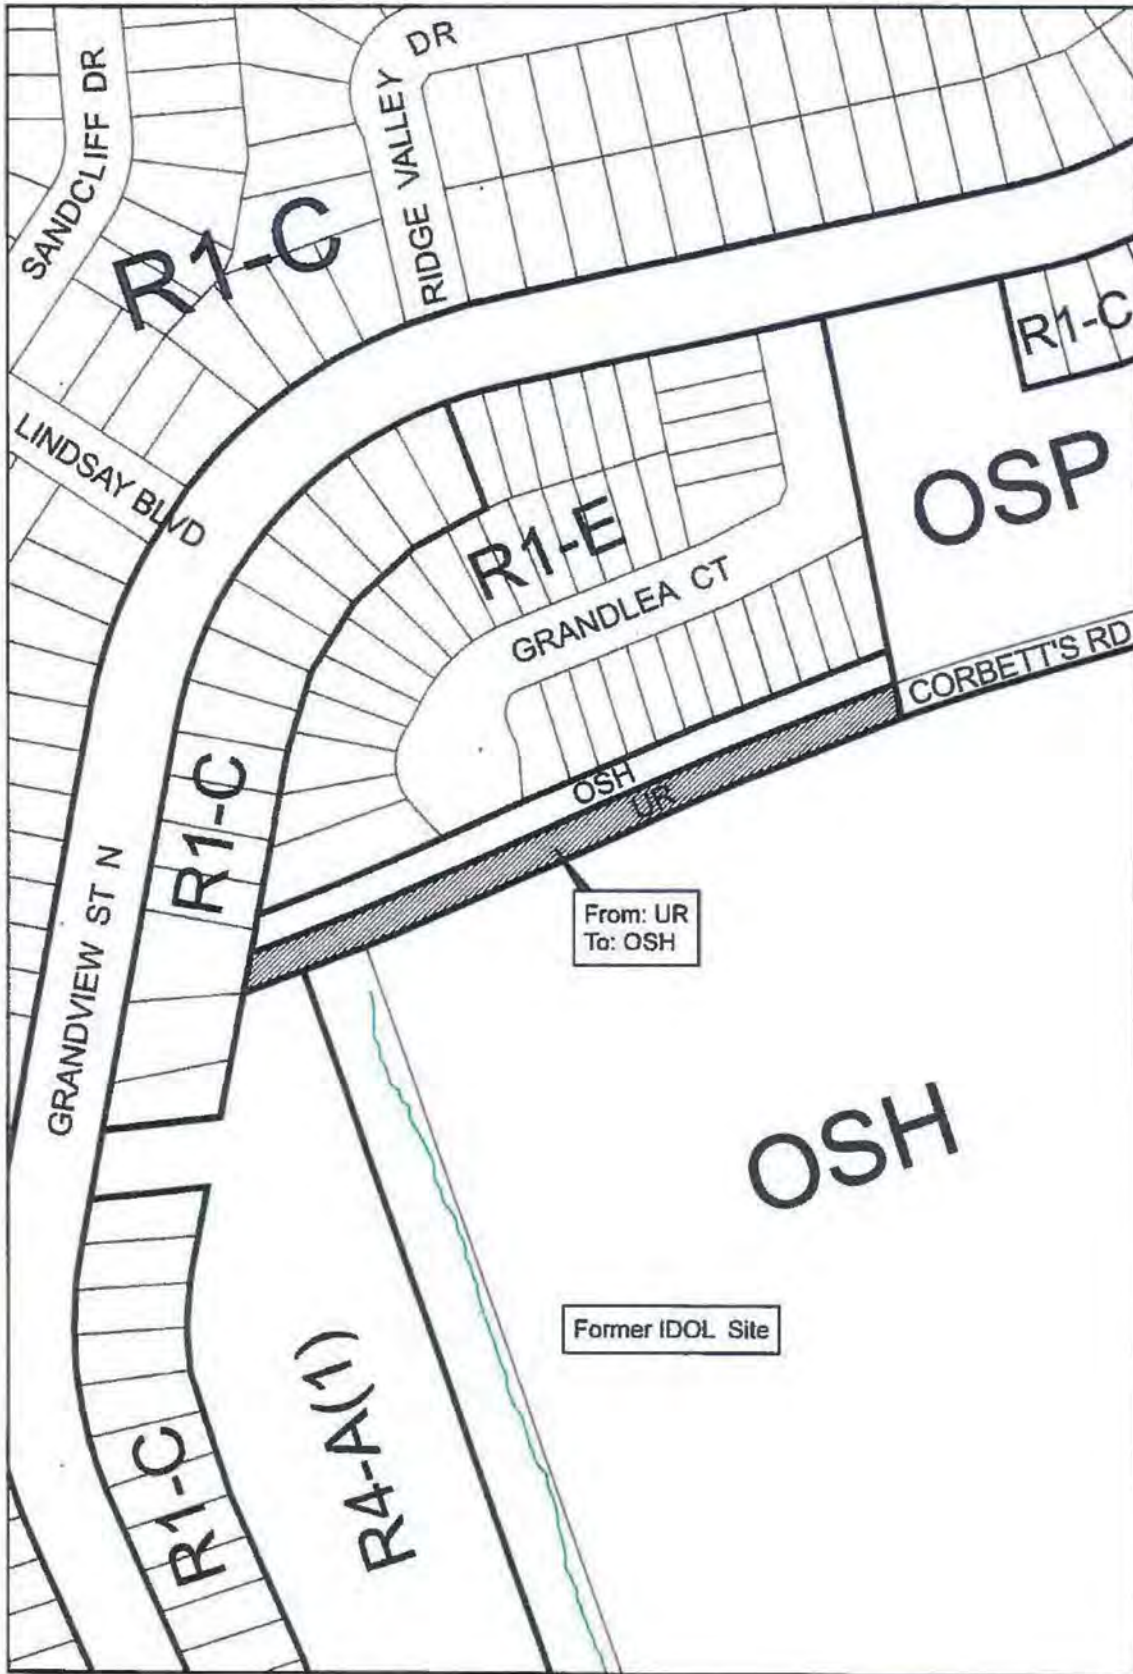 SANDCLIFF DR
RIDGE VALLEY DR
R1-C
R1-C
LINDSAY BLVD
OSP
R1-E
GRANDLEA CT
CORBETT'S RD
R1-C
OSH
UR
GRANDVIEW ST N
From: UR
To: OSH
OSH
Former IDOL Site
R4-A(1)
R1-C